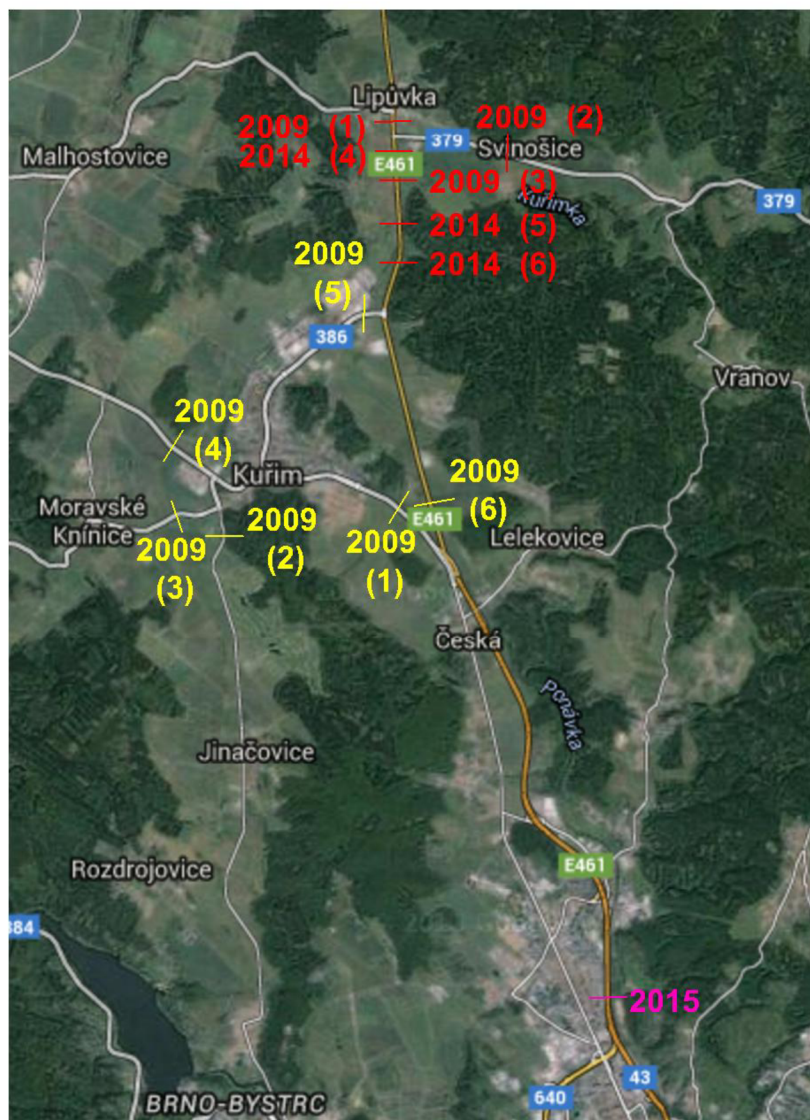 Lipůvka
2009 (1)
379
2009 (2)
Malhostovice
2014 (4)
E461
Svinošice
2009 (3)
Kuřimka
379
2014 (5)
2009
(5)
2014 (6)
386
Vranov
2009
(4)
Kuřim
2009
(6)
Moravské
Knínice
2009
(3)
2009
(2)
E461
2009
(1)
Lelekovice
Česká
Ponávka
Jinačovice
Rozdrojovice
E461
384
2015
43
640
BRNO-BYSTRC